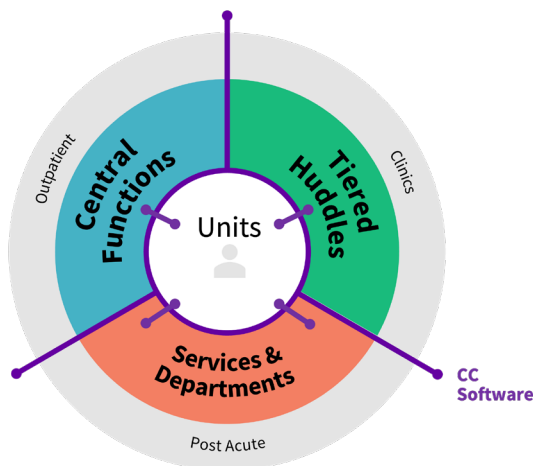 Outpatient
Central
Functions
Tiered
Huddles
Clinics
Units
Services &
Departments
Post Acute
CC
Software